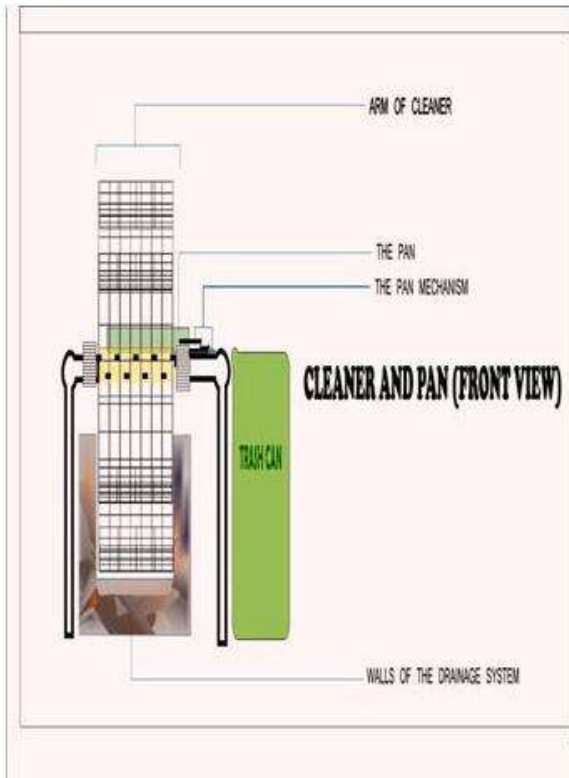 ARM OF CLEANER
THE PAN
THE PAN MECHANISM
CLEANER AND PAN (FRONT VIEW)
TRASH CAN
WALLS OF THE DRAINAGE SYSTEM